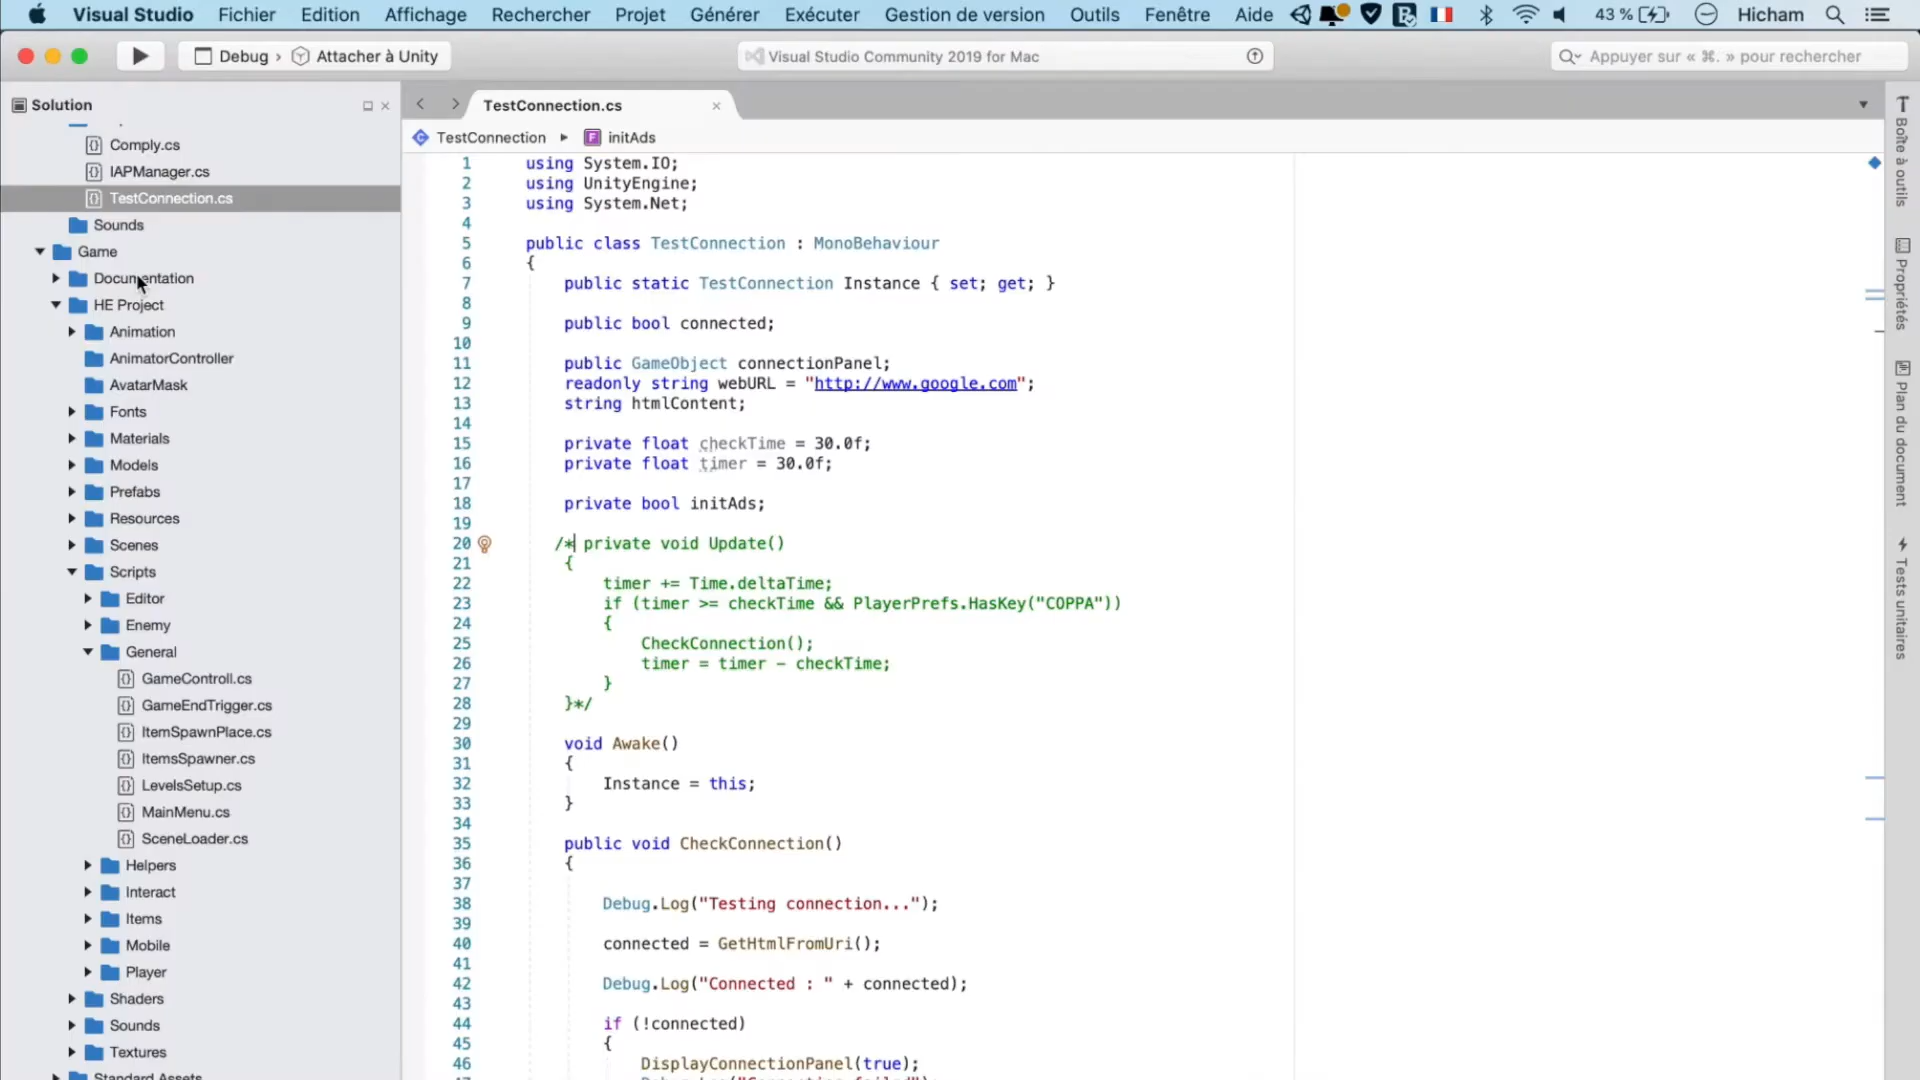 Visual Studio Fichier Edition Affichage Rechercher Projet Générer Exécuter Gestion de version Outils Fenêtre Aide 43 % Hicham
Debug › Attacher à Unity
Visual Studio Community 2019 for Mac
Appuyer sur « ⌘. » pour rechercher
Solution
Comply.cs
IAPManager.cs
TestConnection.cs
Sounds
Game
Documentation
HE Project
Animation
AnimatorController
AvatarMask
Fonts
Materials
Models
Prefabs
Resources
Scenes
Scripts
Editor
Enemy
General
GameControll.cs
GameEndTrigger.cs
ItemSpawnPlace.cs
ItemsSpawner.cs
LevelsSetup.cs
MainMenu.cs
SceneLoader.cs
Helpers
Interact
Items
Mobile
Player
Shaders
Sounds
Textures
Standard Assets
TestConnection.cs
TestConnection initAds
1 using System.IO;
2 using UnityEngine;
3 using System.Net;
4
5 public class TestConnection : MonoBehaviour
6 {
7 public static TestConnection Instance { set; get; }
8
9 public bool connected;
10
11 public GameObject connectionPanel;
12 readonly string webURL = "http://www.google.com";
13 string htmlContent;
14
15 private float checkTime = 30.0f;
16 private float timer = 30.0f;
17
18 private bool initAds;
19
20 /* private void Update()
21 {
22 timer += Time.deltaTime;
23 if (timer >= checkTime && PlayerPrefs.HasKey("COPPA"))
24 {
25 CheckConnection();
26 timer = timer - checkTime;
27 }
28 }*/
29
30 void Awake()
31 {
32 Instance = this;
33 }
34
35 public void CheckConnection()
36 {
37
38 Debug.Log("Testing connection...");
39
40 connected = GetHtmlFromUri();
41
42 Debug.Log("Connected : " + connected);
43
44 if (!connected)
45 {
46 DisplayConnectionPanel(true);
Boîte à outils
Propriétés
Plan du document
Tests unitaires